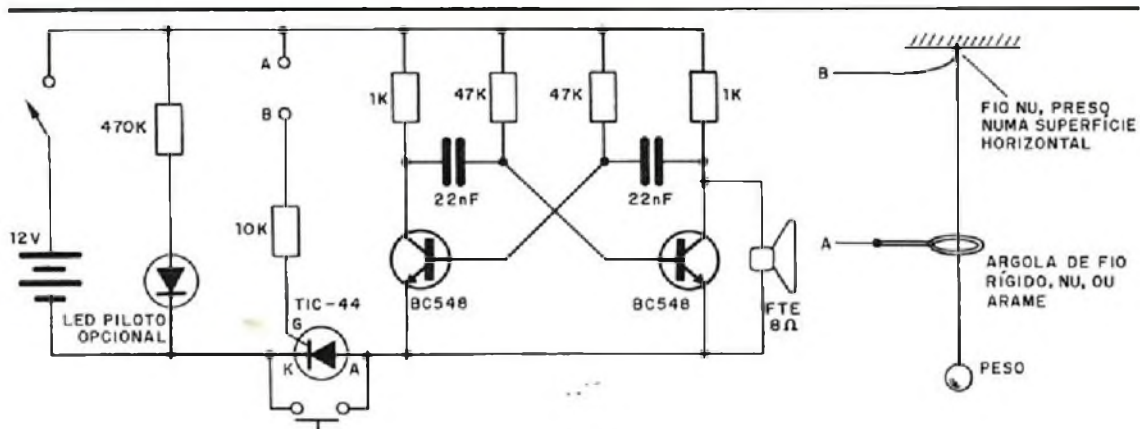 12V
470K
LED PILOTO
OPCIONAL
A
B
10K
TIC-44
G
K
A
1K
47K
47K
1K
22nF
22nF
BC548
BC548
FTE
8Ω
B
FIO NU, PRESO
NUMA SUPERFÍCIE
HORIZONTAL
A
ARGOLA DE FIO
RÍGIDO, NU, OU
ARAME
PESO